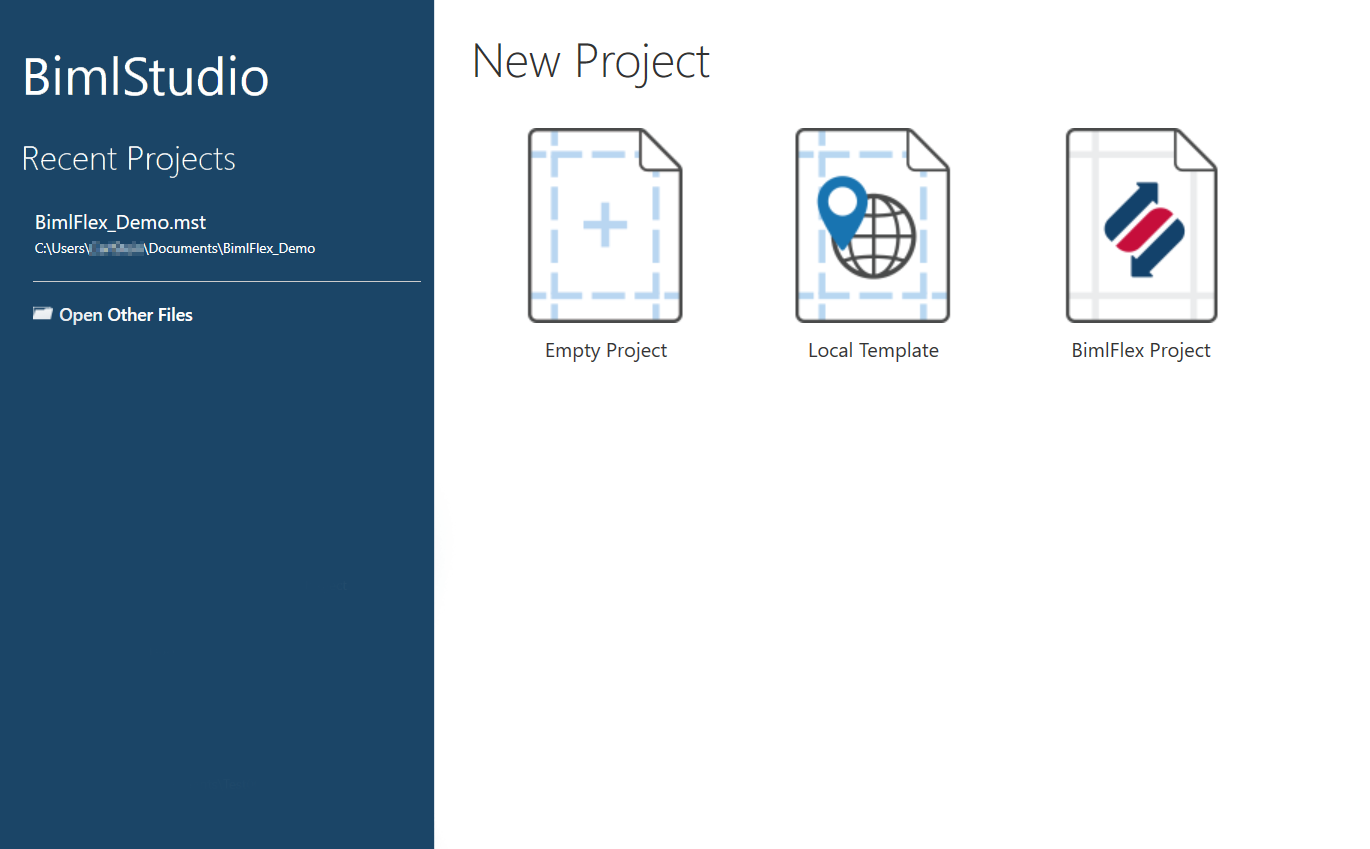 BimlStudio
Recent Projects
BimlFlex_Demo.mst
C:\Users\ \Documents\BimlFlex_Demo
Open Other Files
New Project
Empty Project
Local Template
BimlFlex Project